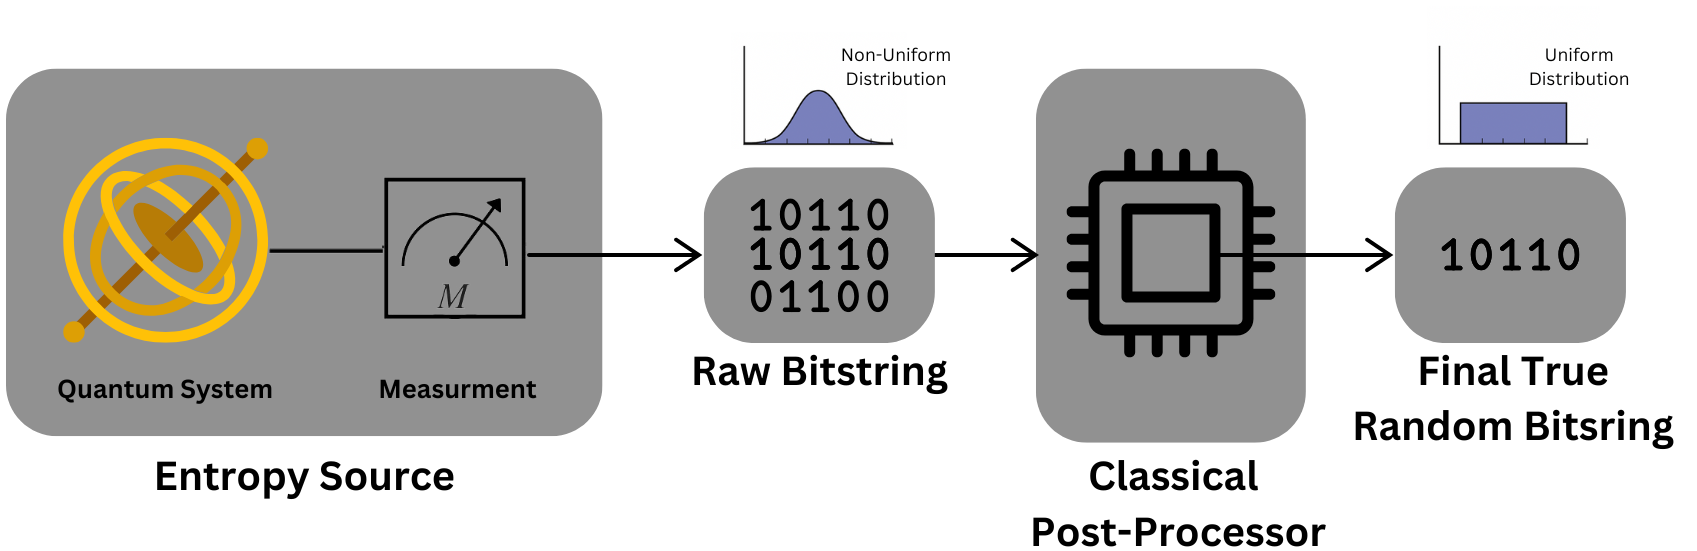 Non-Uniform
Distribution
Uniform
Distribution
M
10110
10110
01100
10110
Quantum System
Measurment
Entropy Source
Raw Bitstring
Classical
Post-Processor
Final True
Random Bitsring